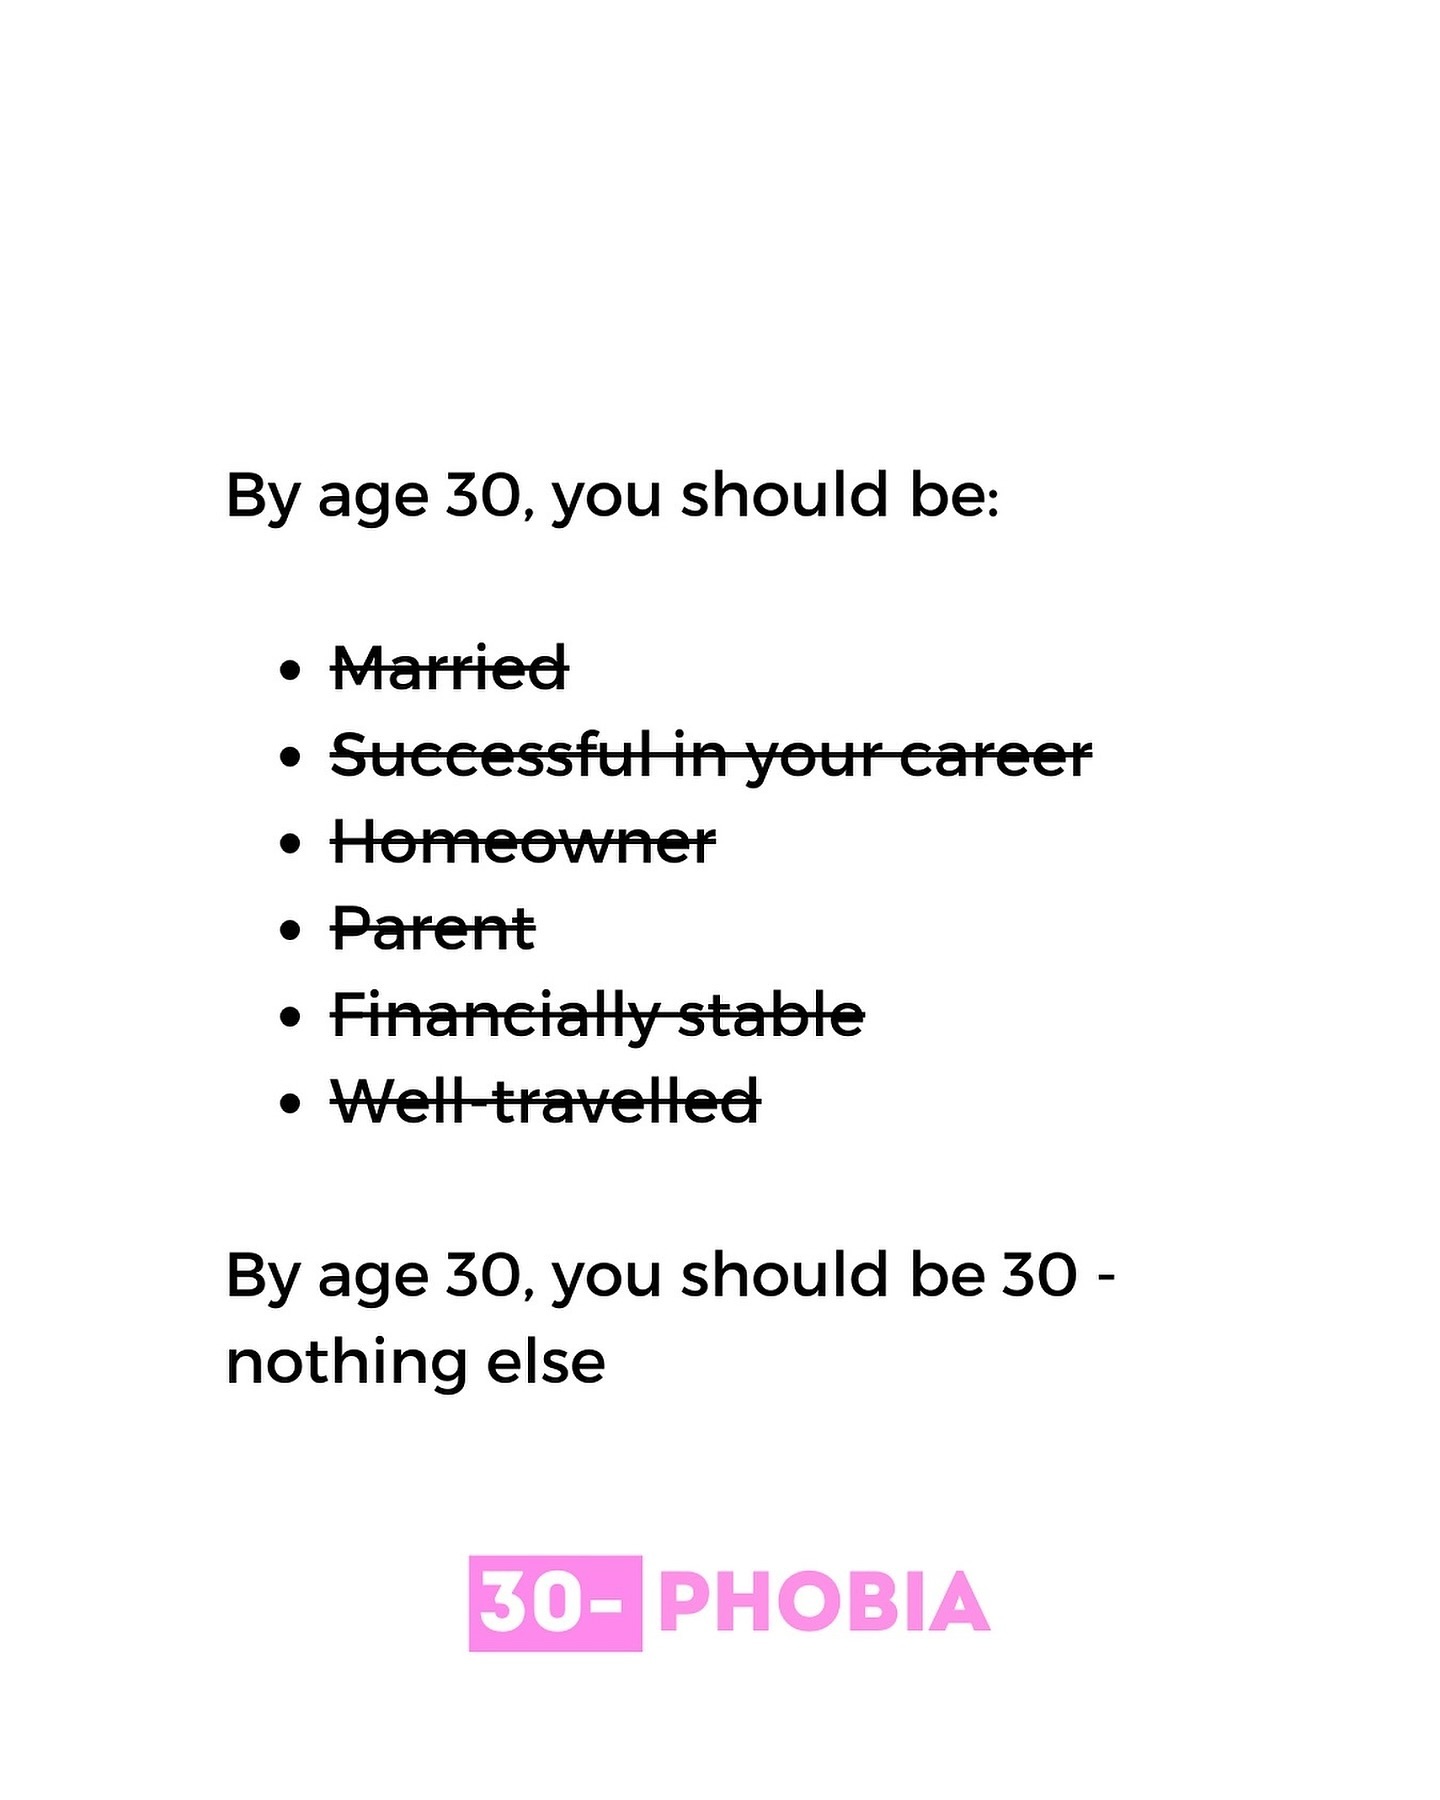 By age 30, you should be:
• ~~Married~~
• ~~Successful in your career~~
• ~~Homeowner~~
• ~~Parent~~
• ~~Financially stable~~
• ~~Well-travelled~~
By age 30, you should be 30 -
nothing else
30- PHOBIA